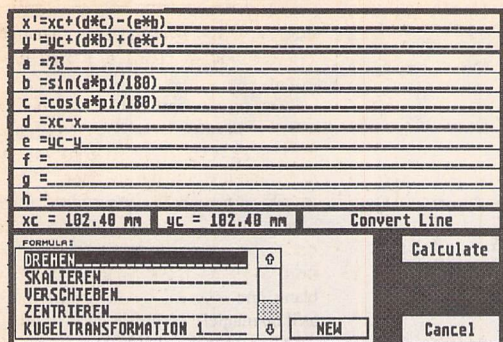 x'=xc+(d*c)-(e*b)
y'=yc+(d*b)+(e*c)
a =23
b =sin(a*pi/180)
c =cos(a*pi/180)
d =xc-x
e =yc-y
f =
g =
h =
xc = 102.40 mm yc = 102.40 mm Convert Line
FORMULA:
DREHEN
SKALIEREN
VERSCHIEBEN
ZENTRIEREN
KUGELTRANSFORMATION 1
NEW
Calculate
Cancel